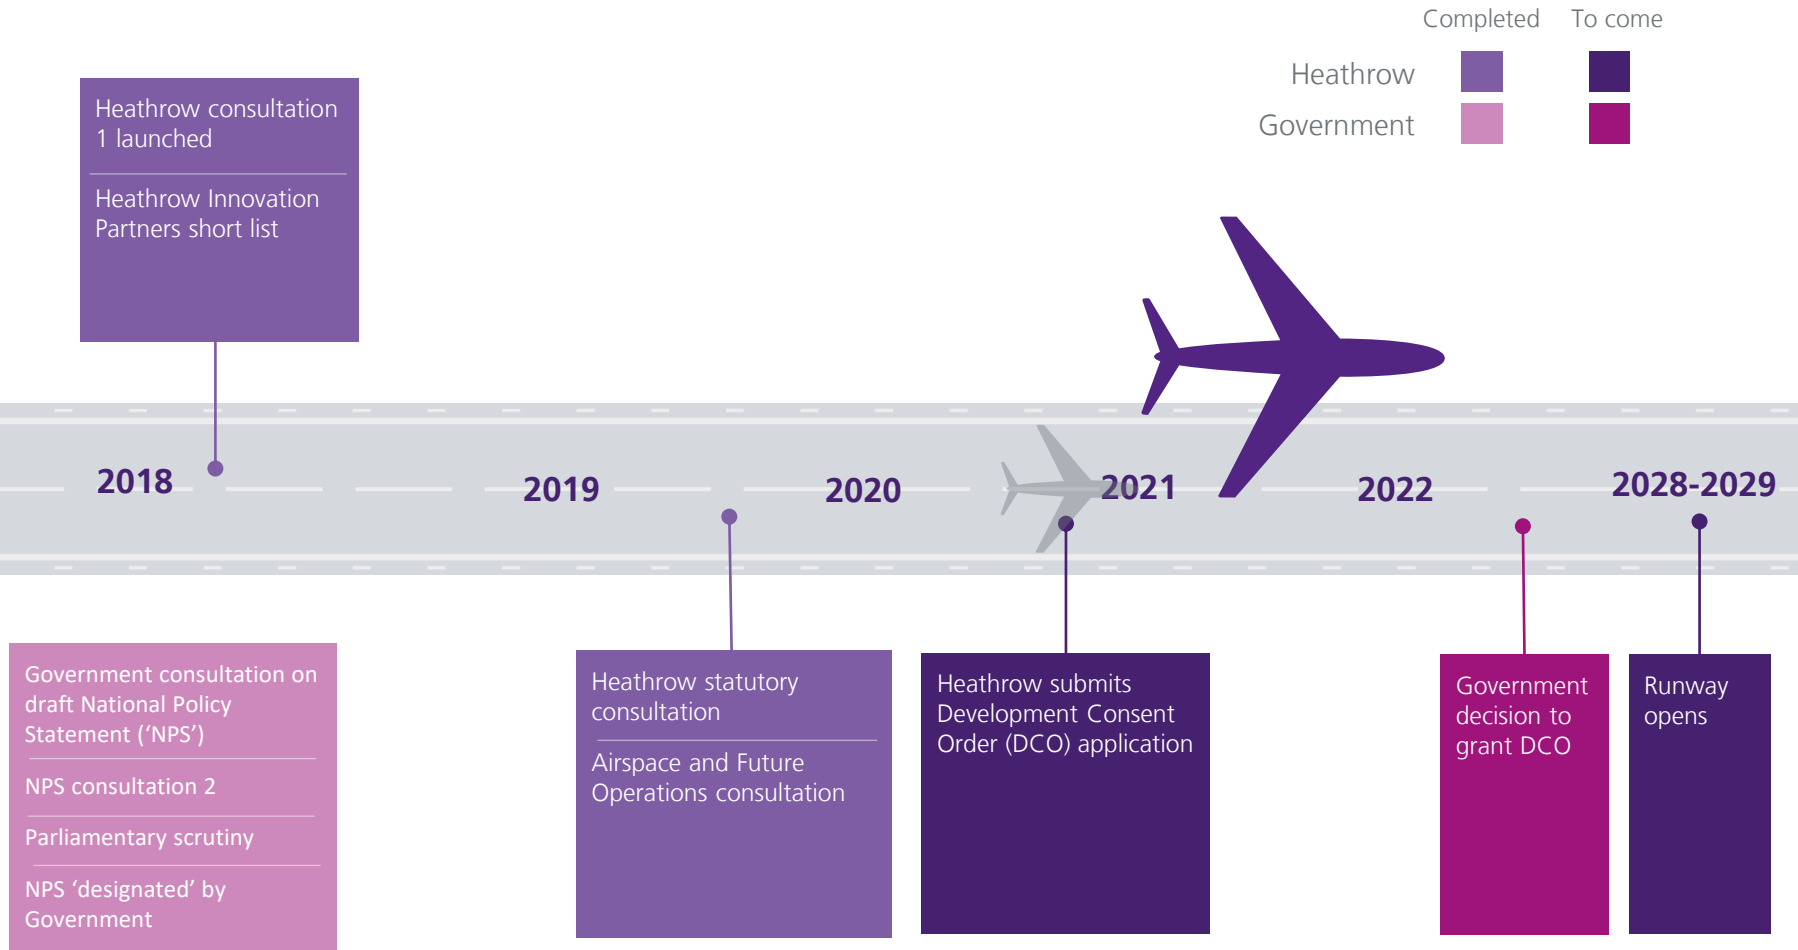 Completed To come
Heathrow
Government
Heathrow consultation
1 launched
Heathrow Innovation
Partners short list
2018
2019
2020
2021
2022
2028-2029
Government consultation on
draft National Policy
Statement (‘NPS’)
NPS consultation 2
Parliamentary scrutiny
NPS ‘designated’ by
Government
Heathrow statutory
consultation
Airspace and Future
Operations consultation
Heathrow submits
Development Consent
Order (DCO) application
Government
decision to
grant DCO
Runway
opens